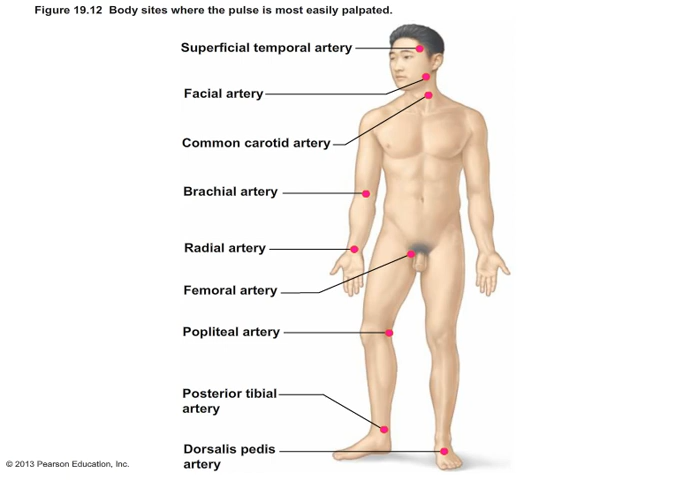 Figure 19.12 Body sites where the pulse is most easily palpated.
Superficial temporal artery
Facial artery
Common carotid artery
Brachial artery
Radial artery
Femoral artery
Popliteal artery
Posterior tibial
artery
Dorsalis pedis
artery
© 2013 Pearson Education, Inc.